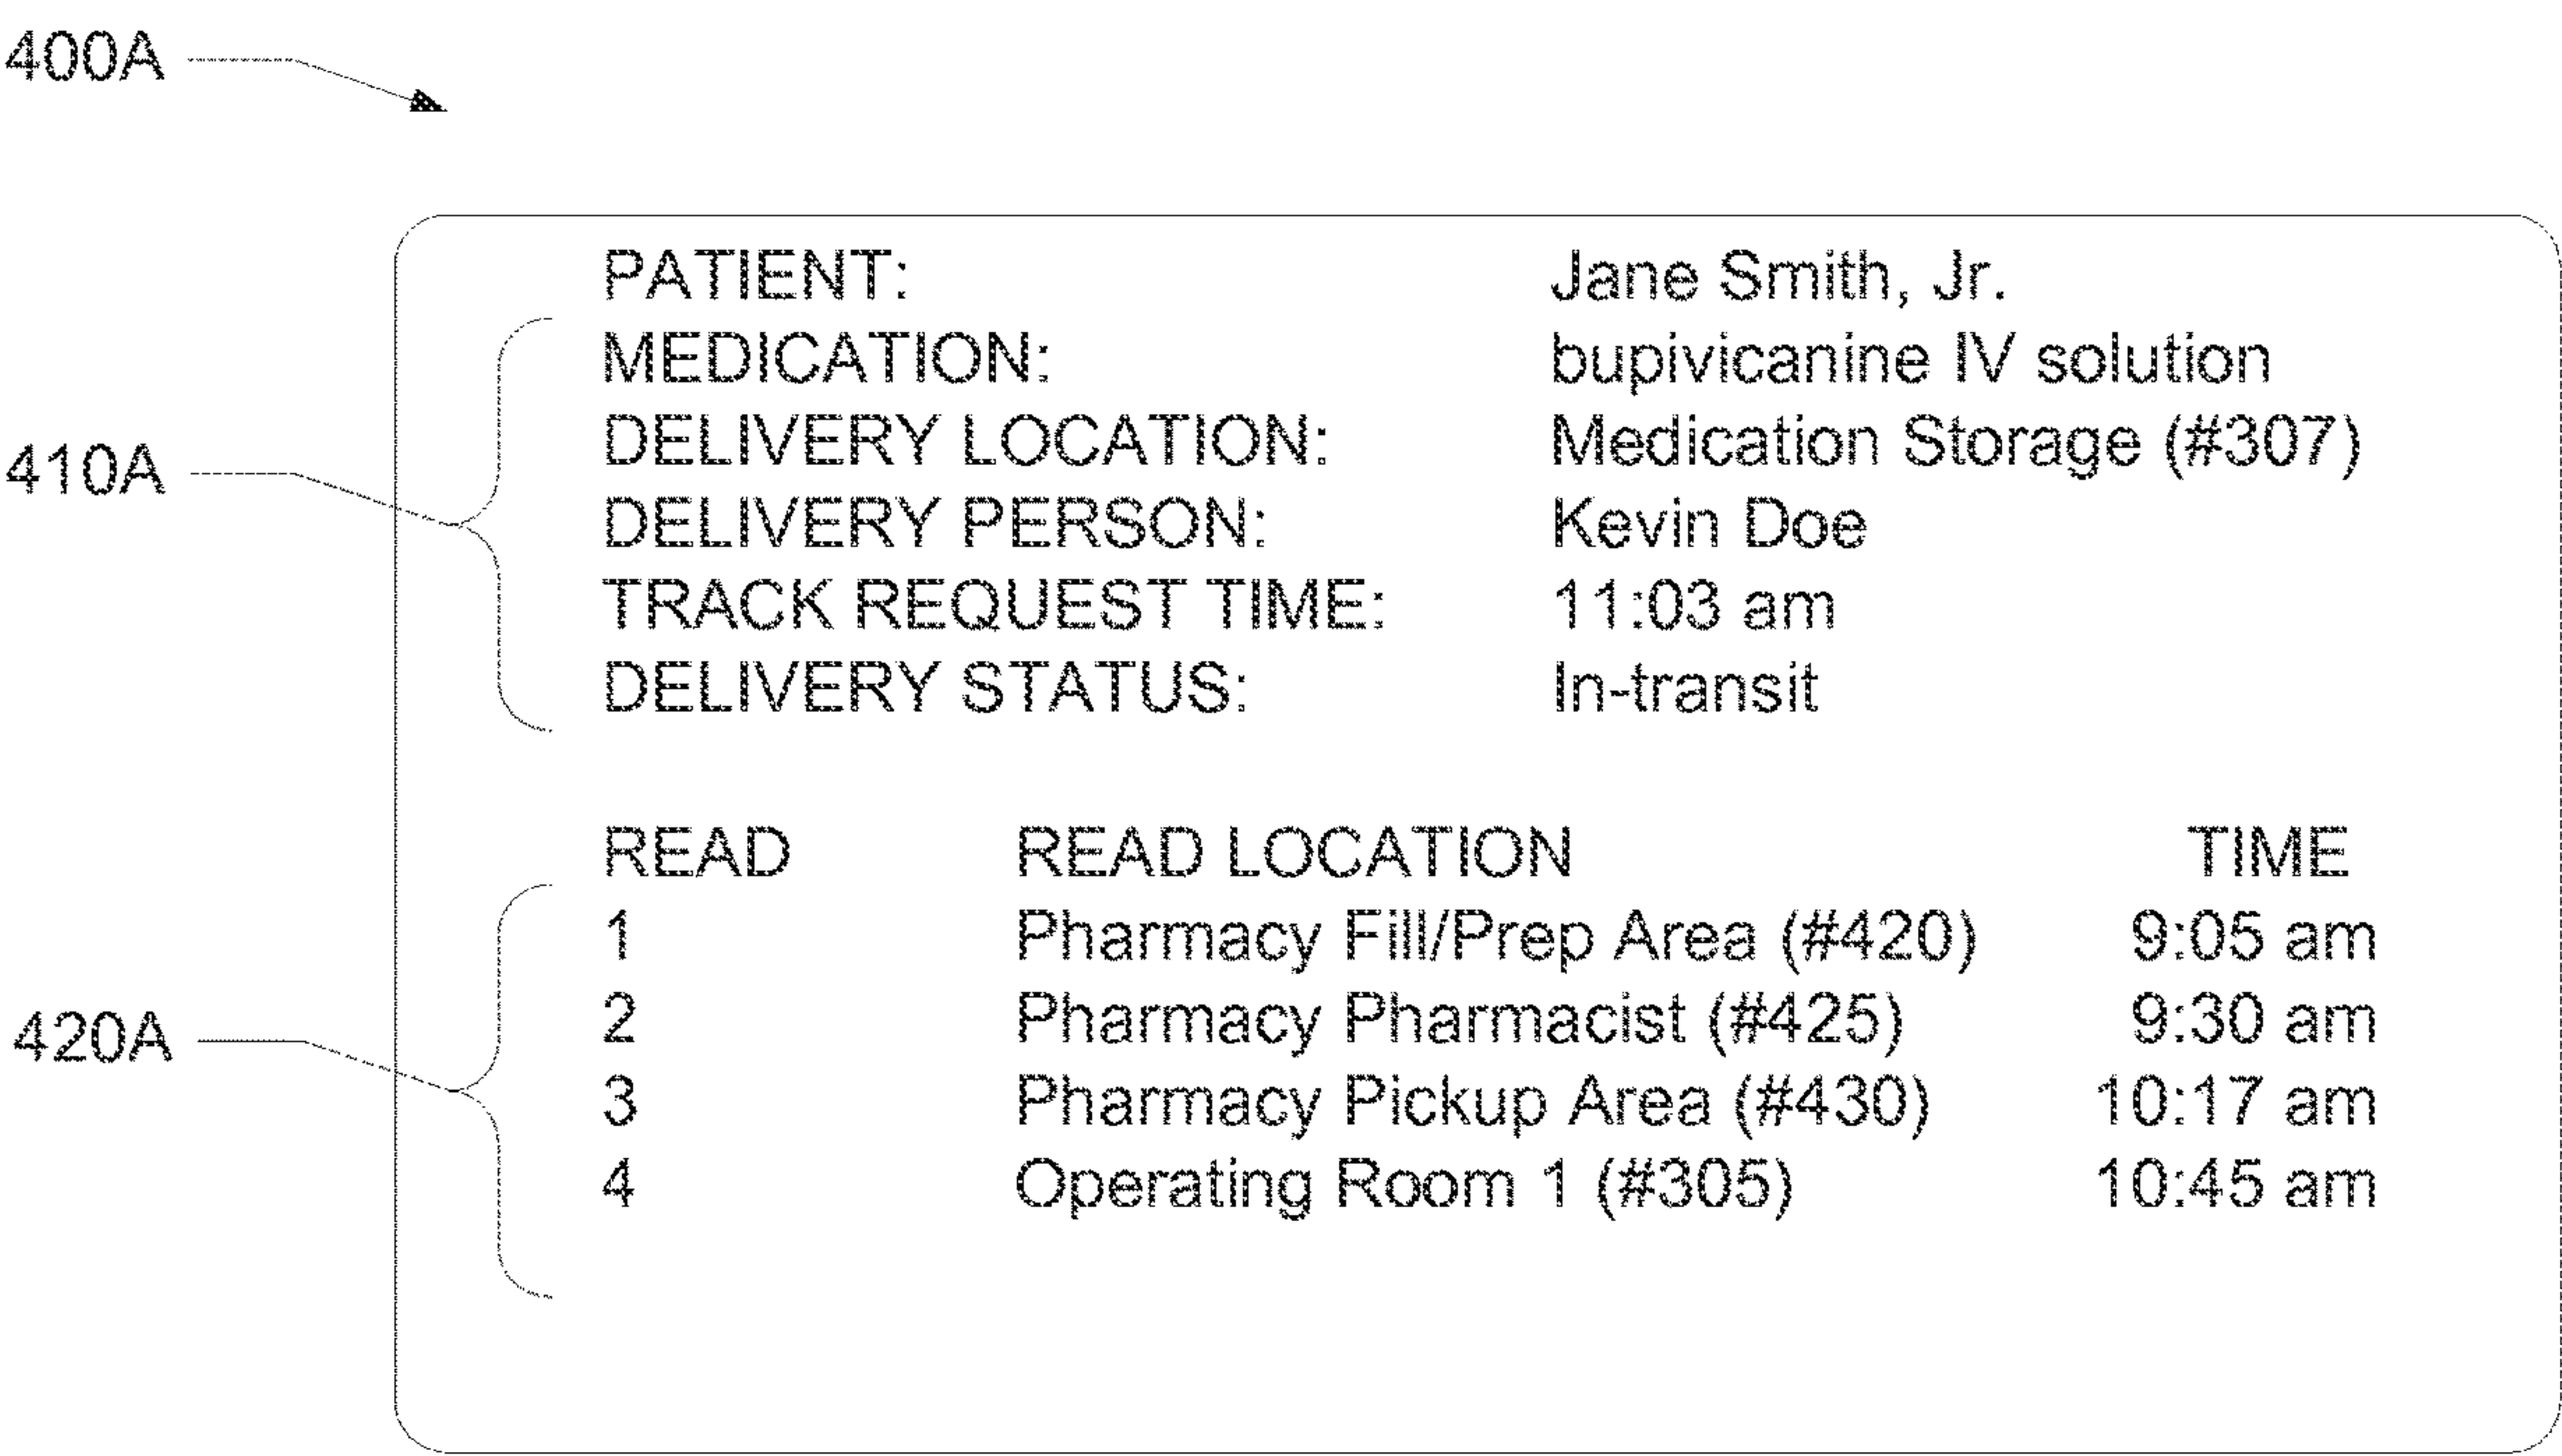 400A
PATIENT: Jane Smith, Jr.
MEDICATION: bupivicanine IV solution
DELIVERY LOCATION: Medication Storage (#307)
410A
DELIVERY PERSON: Kevin Doe
TRACK REQUEST TIME: 11:03 am
DELIVERY STATUS: In-transit
READ READ LOCATION TIME
1 Pharmacy Fill/Prep Area (#420) 9:05 am
2 Pharmacy Pharmacist (#425) 9:30 am
420A
3 Pharmacy Pickup Area (#430) 10:17 am
4 Operating Room 1 (#305) 10:45 am